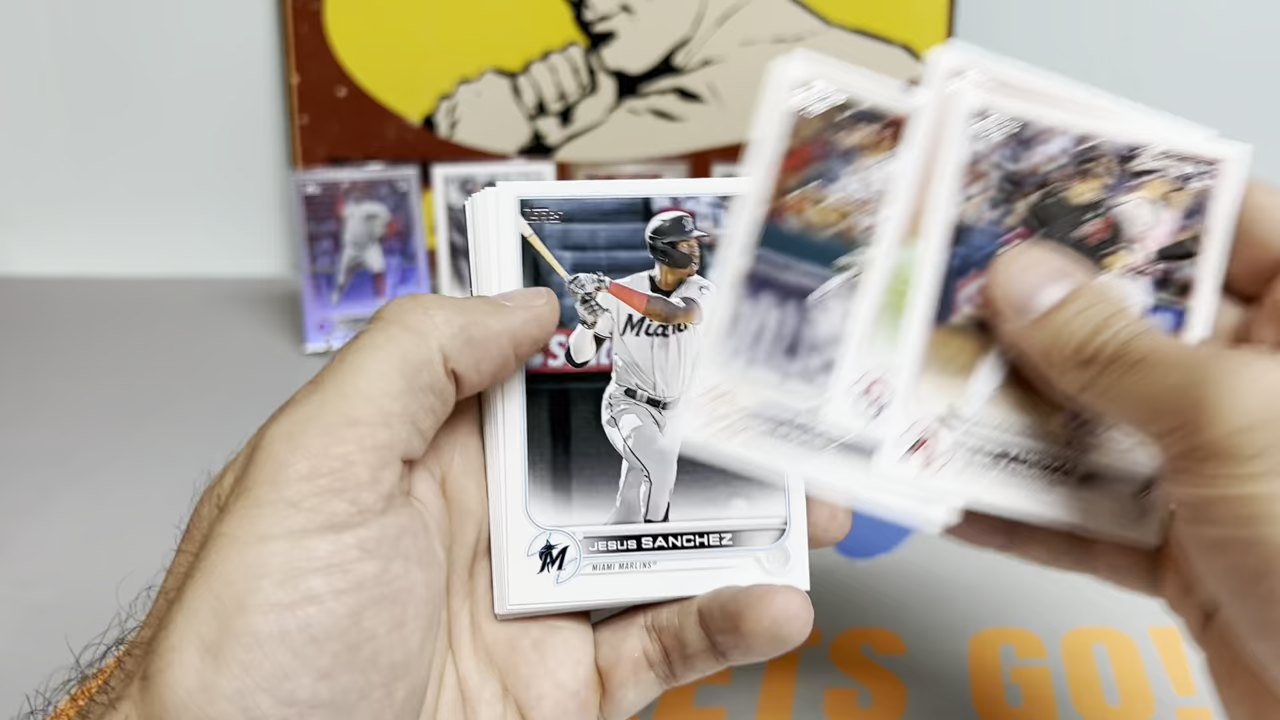 TOPPS
Miami
JESUS SANCHEZ
M
MIAMI MARLINS
ETS GO!